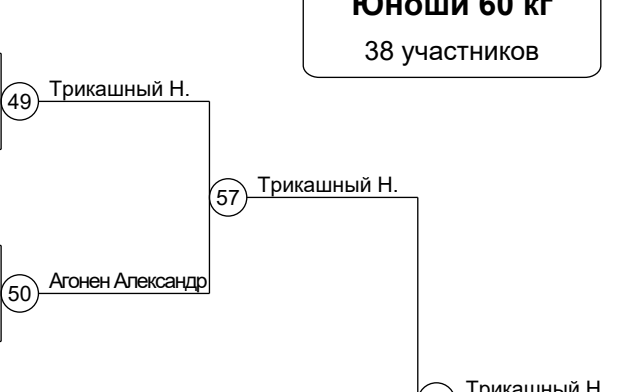 Юноши 60 кг
38 участников
49 Трикашный Н.
57 Трикашный Н.
50 Агонен Александр
Трикашный Н